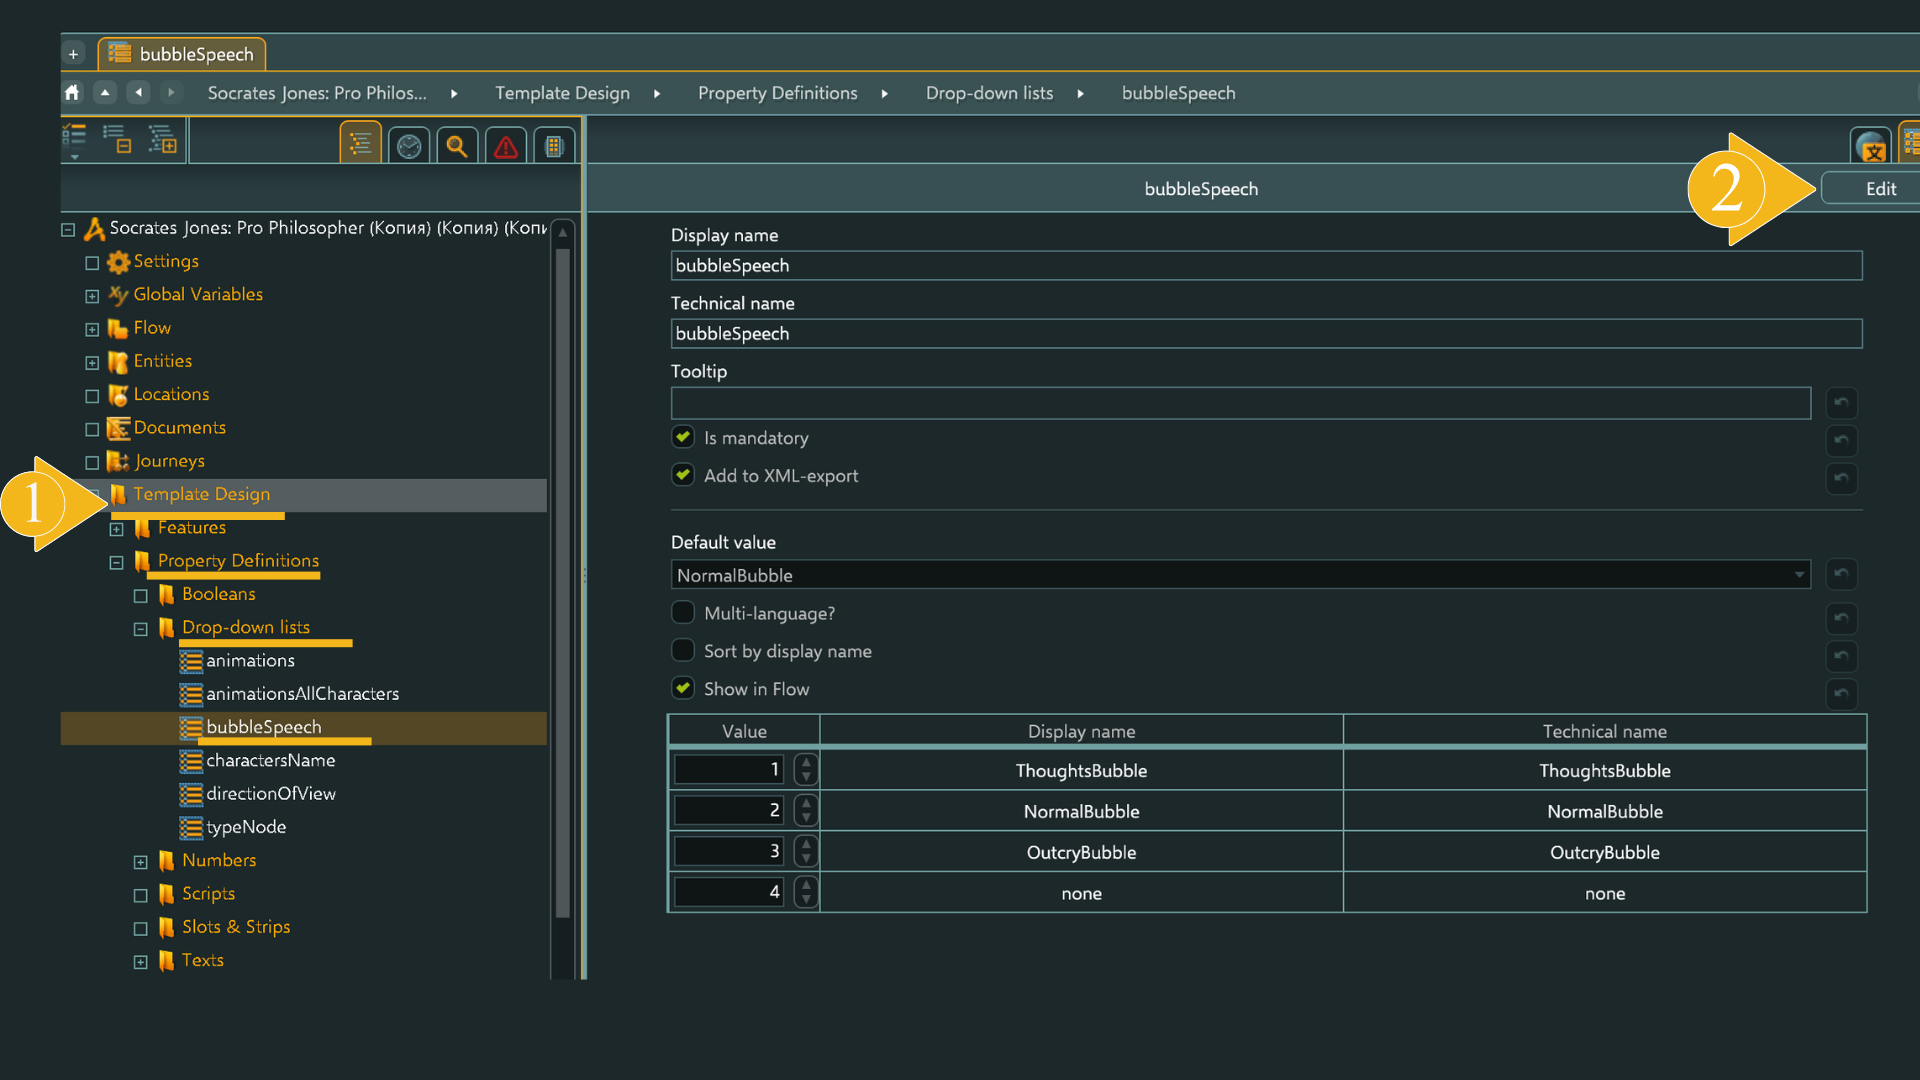 bubbleSpeech
Socrates Jones: Pro Philos... Template Design Property Definitions Drop-down lists bubbleSpeech
文
bubbleSpeech
2
Edit
Socrates Jones: Pro Philosopher (Копия) (Копия) (Копи
Settings
xy Global Variables
Flow
Entities
Locations
Documents
Journeys
1
Template Design
Features
Property Definitions
Booleans
Drop-down lists
animations
animationsAllCharacters
bubbleSpeech
charactersName
directionOfView
typeNode
Numbers
Scripts
Slots & Strips
Texts
Display name
bubbleSpeech
Technical name
bubbleSpeech
Tooltip
Is mandatory
Add to XML-export
Default value
NormalBubble
Multi-language?
Sort by display name
Show in Flow
Value Display name Technical name
1 ThoughtsBubble ThoughtsBubble
2 NormalBubble NormalBubble
3 OutcryBubble OutcryBubble
4 none none